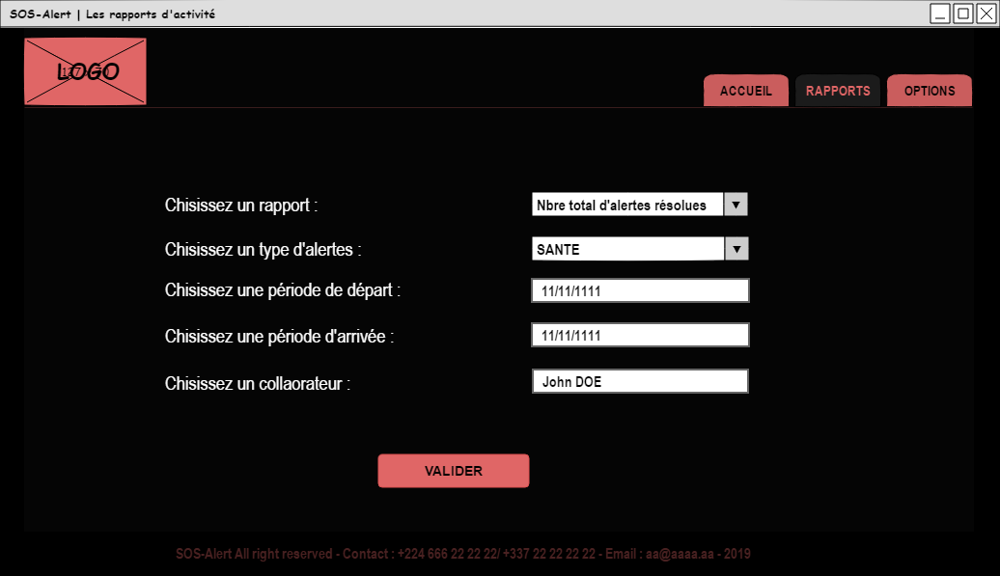 SOS-Alert | Les rapports d'activité
LOGO
ACCUEIL RAPPORTS OPTIONS
Chisissez un rapport : Nbre total d'alertes résolues
Chisissez un type d'alertes : SANTE
Chisissez une période de départ : 11/11/1111
Chisissez une période d'arrivée : 11/11/1111
Chisissez un collaorateur : John DOE
VALIDER
SOS-Alert All right reserved - Contact : +224 666 22 22 22/ +337 22 22 22 22 - Email : aa@aaaa.aa - 2019